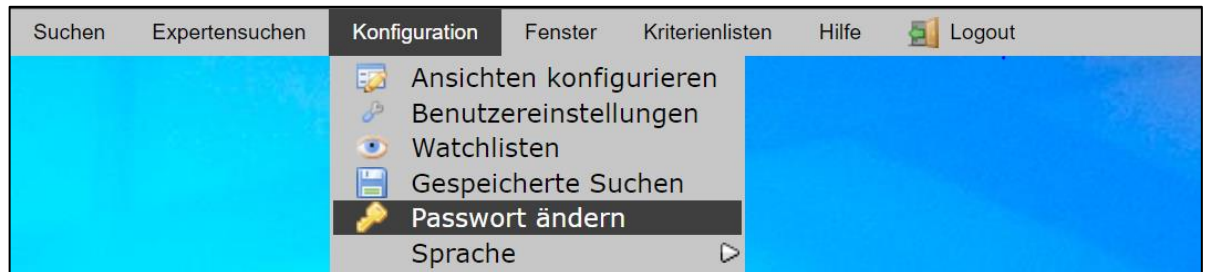 Suchen Expertensuchen Konfiguration Fenster Kriterienlisten Hilfe Logout
Ansichten konfigurieren
Benutzereinstellungen
Watchlisten
Gespeicherte Suchen
Passwort ändern
Sprache